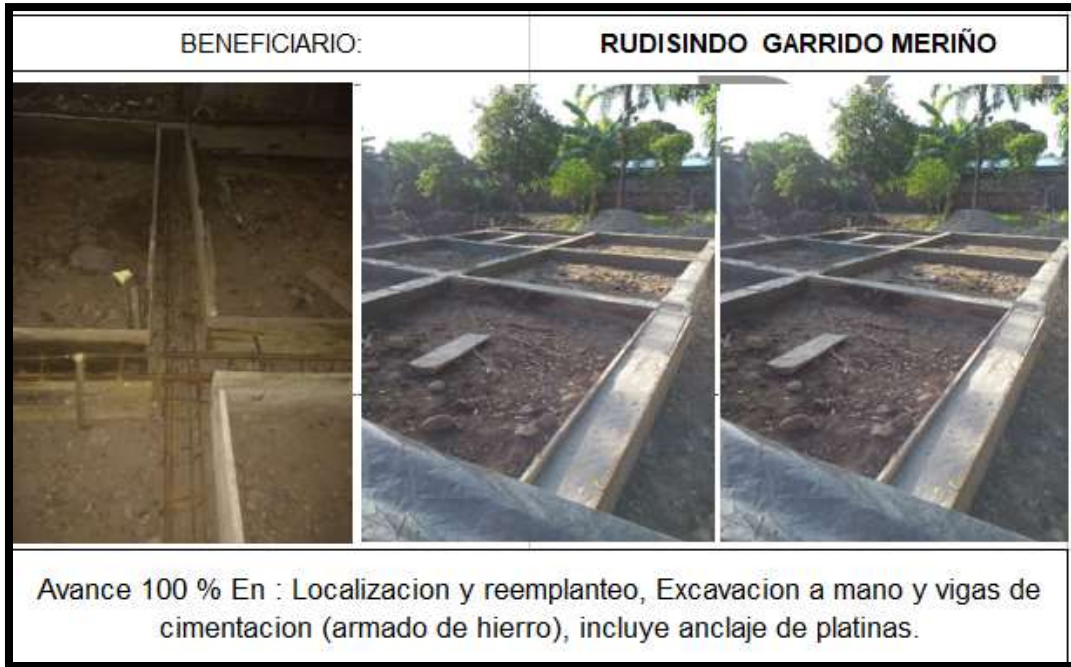 BENEFICIARIO: RUDISINDO GARRIDO MERIÑO
Avance 100 % En : Localizacion y reemplanteo, Excavacion a mano y vigas de
cimentacion (armado de hierro), incluye anclaje de platinas.